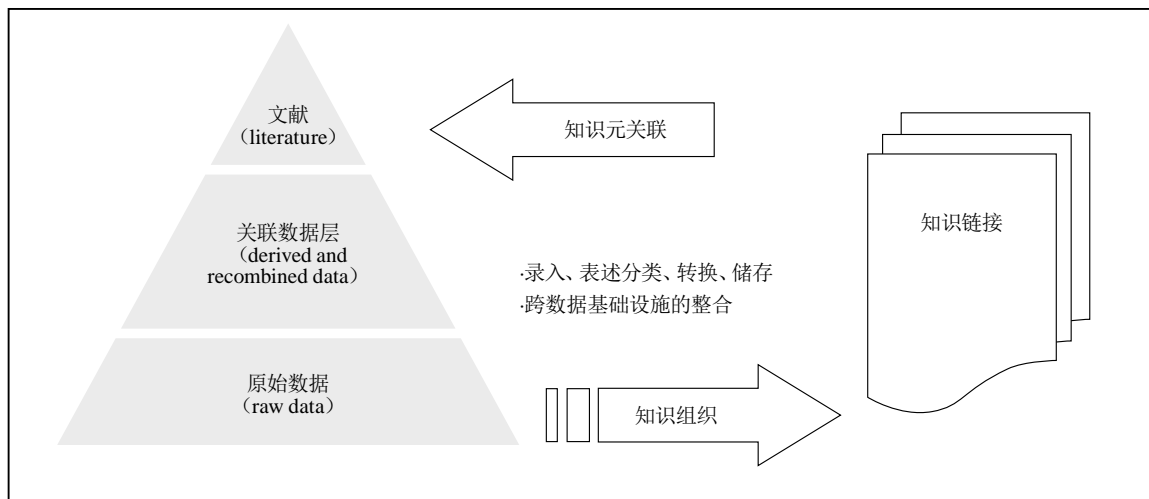 文献
（literature）
关联数据层
（derived and
recombined data）
原始数据
（raw data）
知识元关联
·录入、表述分类、转换、储存
·跨数据基础设施的整合
知识组织
知识链接